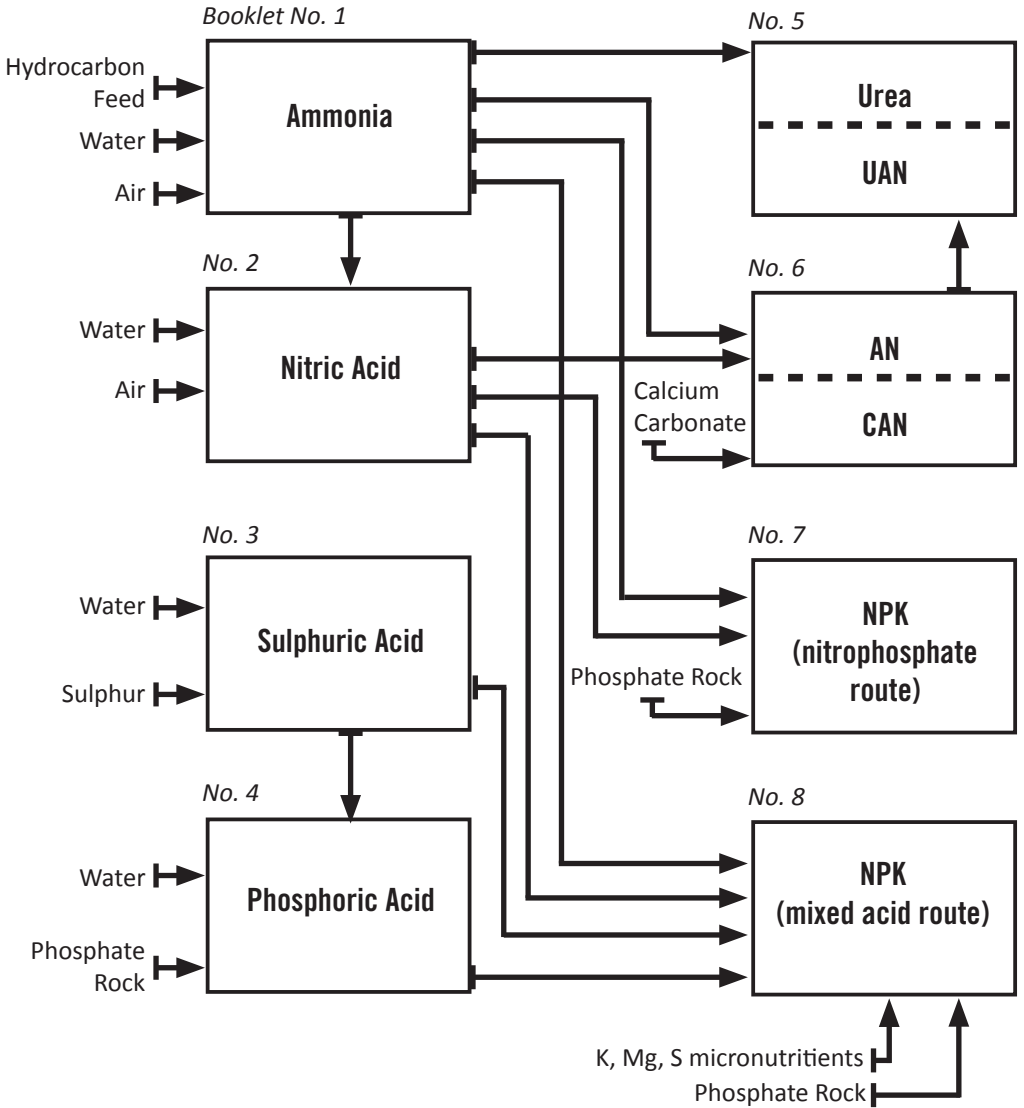 Booklet No. 1
Hydrocarbon
Feed
Water
Air
Ammonia
No. 2
Water
Air
Nitric Acid
No. 3
Water
Sulphur
Sulphuric Acid
No. 4
Water
Phosphate
Rock
Phosphoric Acid
No. 5
Urea
UAN
No. 6
AN
CAN
Calcium
Carbonate
No. 7
NPK
(nitrophosphate
route)
Phosphate Rock
No. 8
NPK
(mixed acid route)
K, Mg, S micronutritients
Phosphate Rock